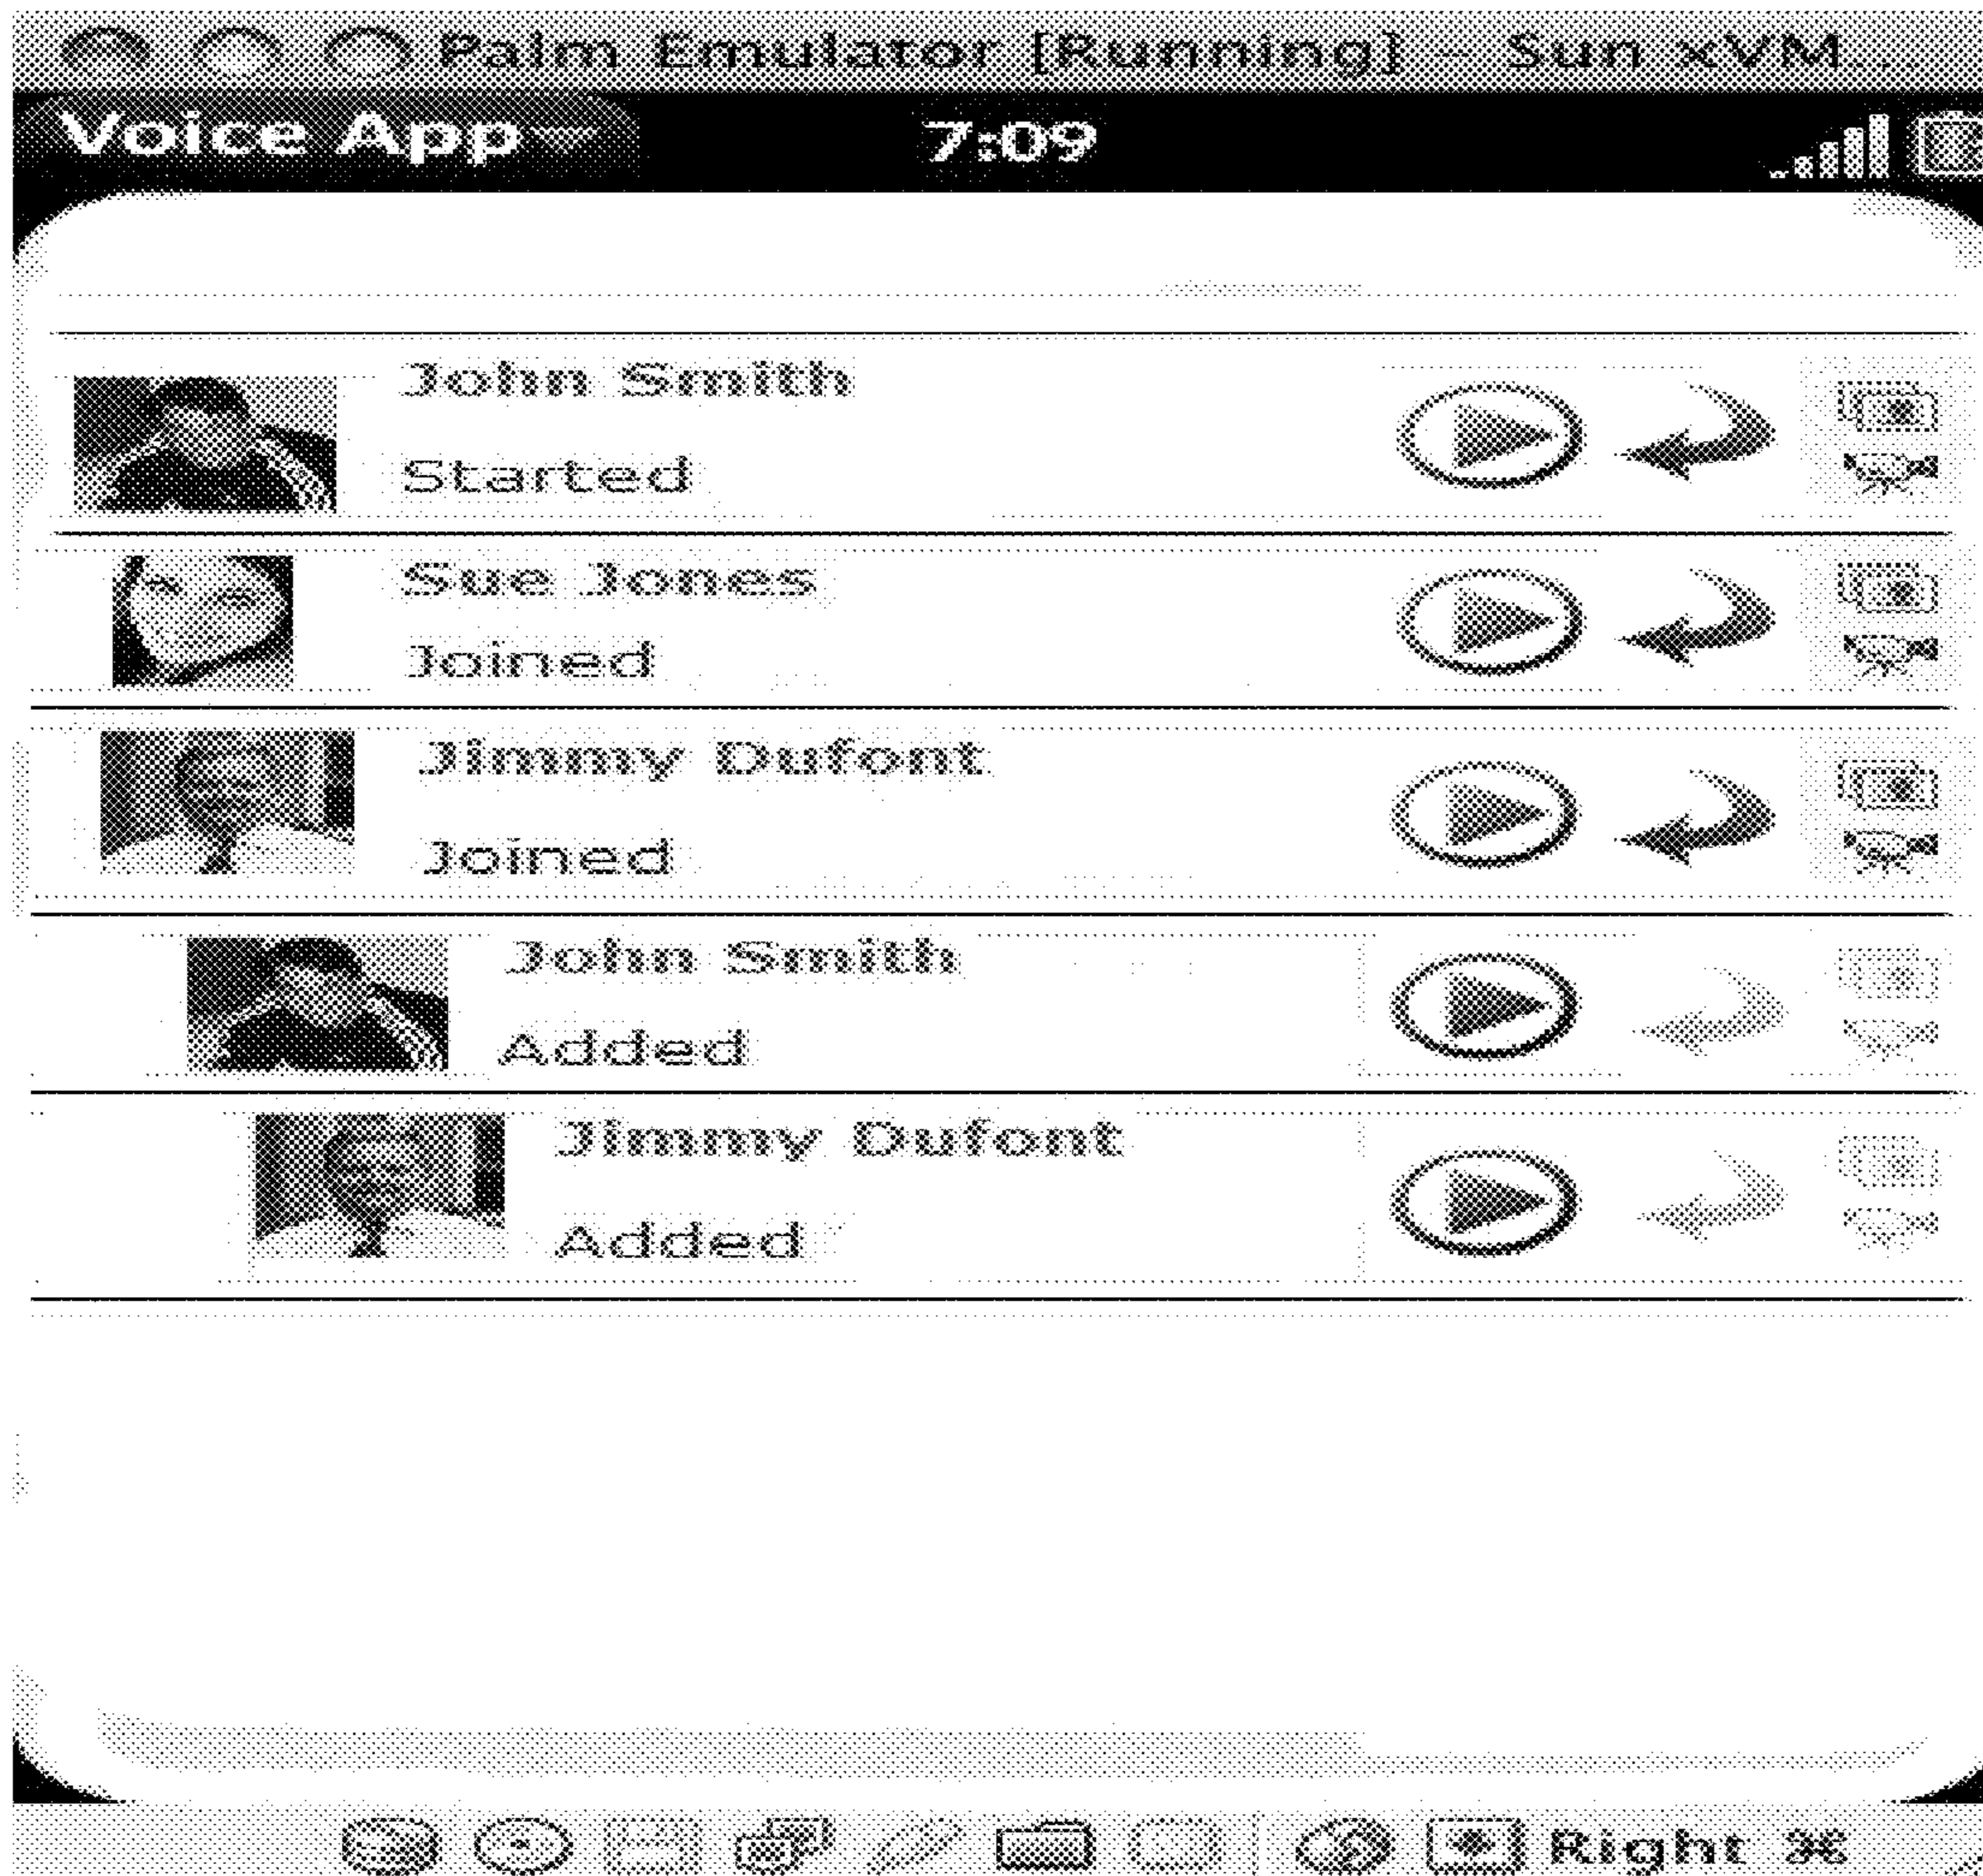 Palm Emulator [Running] – Sun xVM...
Voice App 7:09
John Smith
Started
Sue Jones
Joined
Jimmy Dufont
Joined
John Smith
Added
Jimmy Dufont
Added
Right ⌘